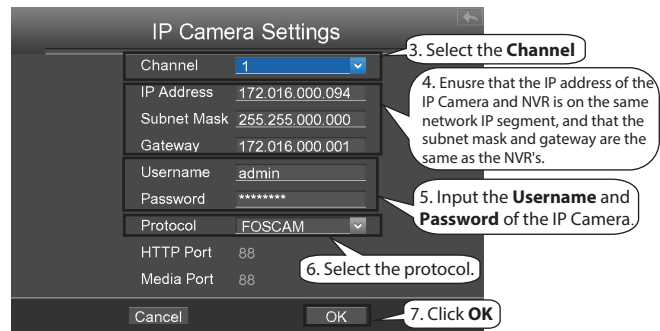 IP Camera Settings
3. Select the Channel
Channel 1
4. Enusre that the IP address of the
IP Camera and NVR is on the same
network IP segment, and that the
subnet mask and gateway are the
same as the NVR's.
IP Address 172.016.000.094
Subnet Mask 255.255.000.000
Gateway 172.016.000.001
Username admin
Password ********
5. Input the Username and
Password of the IP Camera.
Protocol FOSCAM
6. Select the protocol.
HTTP Port 88
Media Port 88
Cancel OK
7. Click OK